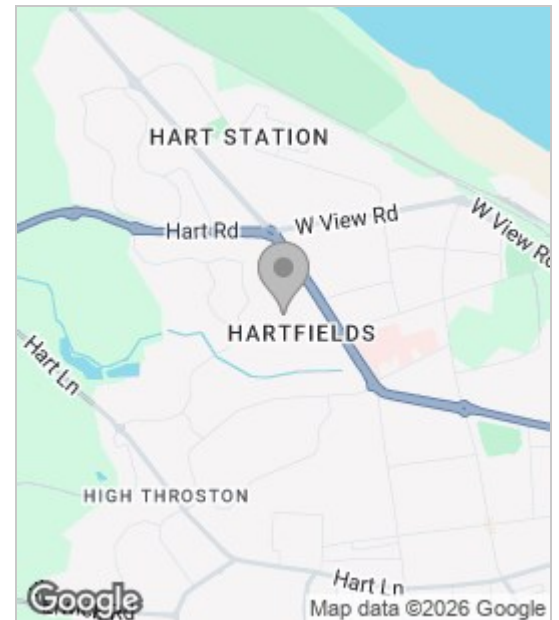 HART STATION
W View Rd
Hart Rd
W View Rd
HARTFIELDS
Hart Ln
HIGH THROSTON
Hart Ln
Google
Map data ©2026 Google